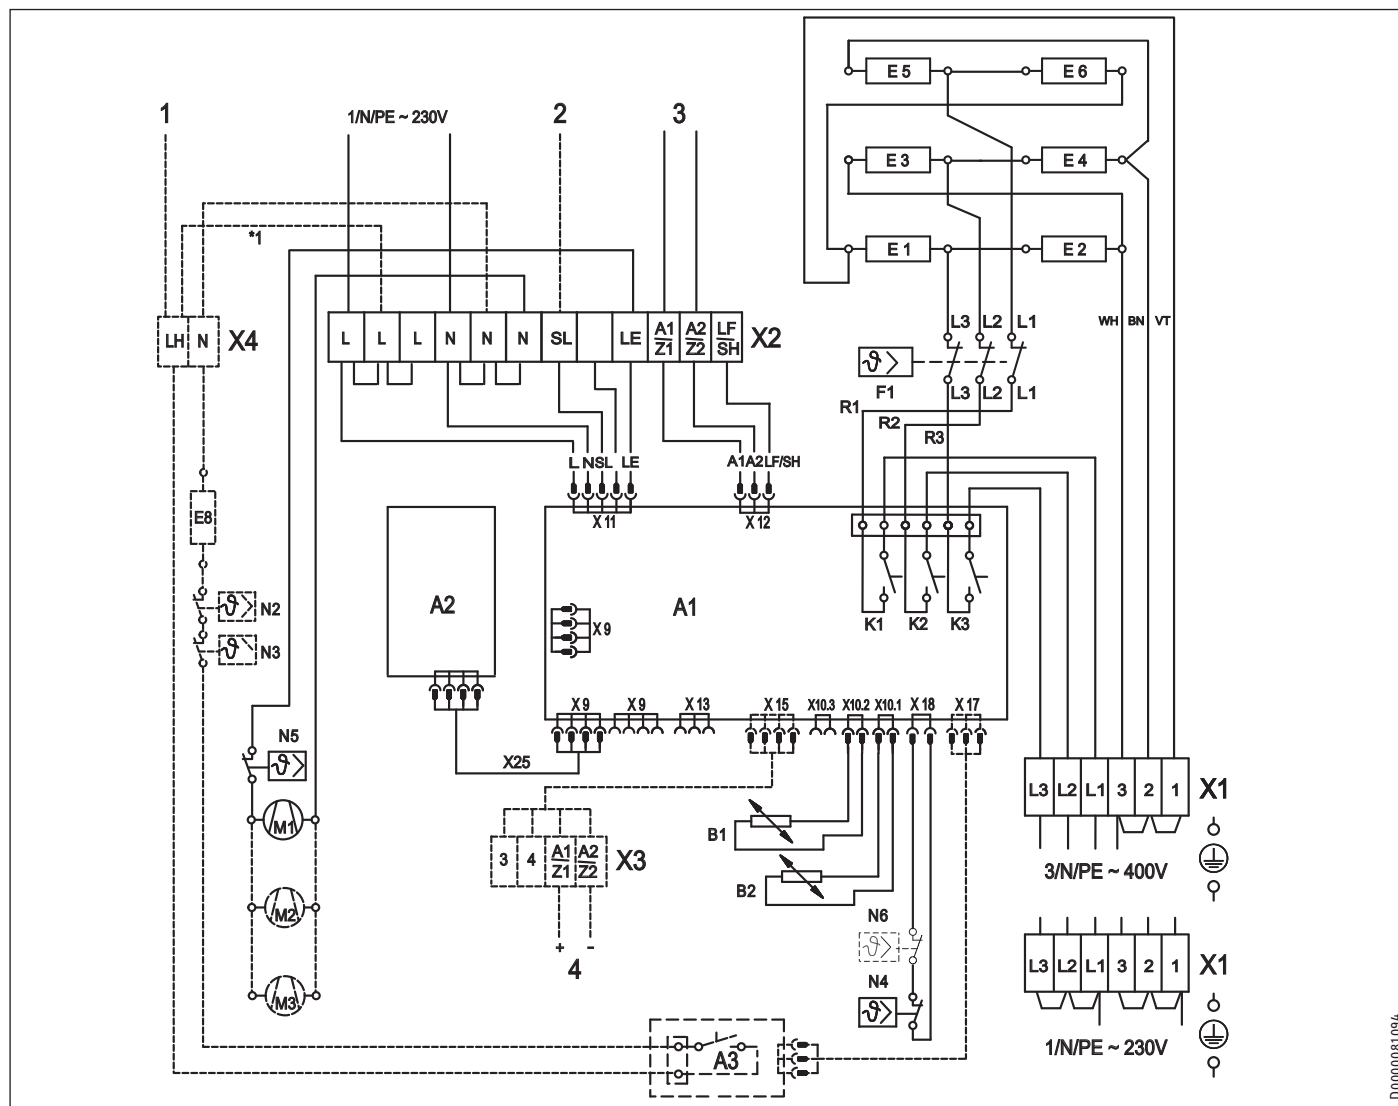 E 5 E 6
1 1/N/PE ~ 230V 2 3
E 3 E 4
*1
E 1 E 2
L3 L2 L1 WH BN VT
LH N X4 L L L N N N SL LE A1/Z1 A2/Z2 LF/SH X2
F1 L3 L2 L1
R1
R2
R3
L N SL LE A1 A2 LF/SH
X 11 X 12
E8
A2 A1
N2 K1 K2 K3
X 9
N3
X 9 X 9 X 13 X 15 X10.3 X10.2 X10.1 X 18 X 17
N5
X25
L3 L2 L1 3 2 1 X1
M1
B1
3 4 A1/Z1 A2/Z2 X3
3/N/PE ~ 400V
B2
M2
N6
+ -
4
L3 L2 L1 3 2 1 X1
N4
M3
1/N/PE ~ 230V
A3
D0000081094